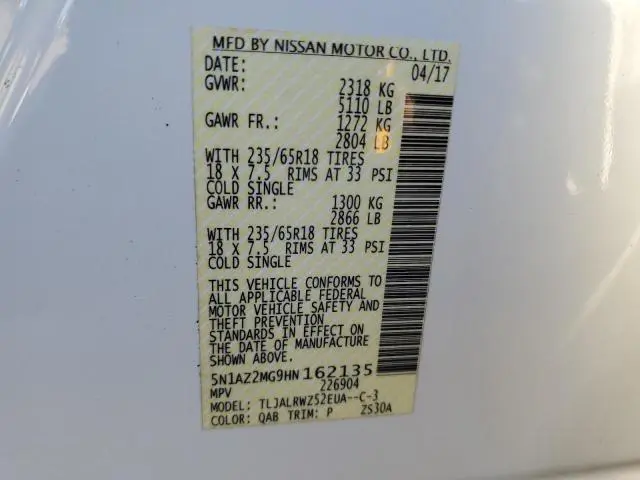 MFD BY NISSAN MOTOR CO., LTD.
DATE: 04/17
GVWR: 2318 KG
5110 LB
GAWR FR.: 1272 KG
2804 LB
WITH 235/65R18 TIRES
18 X 7.5 RIMS AT 33 PSI
COLD SINGLE
GAWR RR.: 1300 KG
2866 LB
WITH 235/65R18 TIRES
18 X 7.5 RIMS AT 33 PSI
COLD SINGLE
THIS VEHICLE CONFORMS TO
ALL APPLICABLE FEDERAL
MOTOR VEHICLE SAFETY AND
THEFT PREVENTION
STANDARDS IN EFFECT ON
THE DATE OF MANUFACTURE
SHOWN ABOVE.
5N1AZ2MG9HN162135
MPV 226904
MODEL: TLJALRWZ52EUA--C-3
COLOR: QAB TRIM: P ZS30A